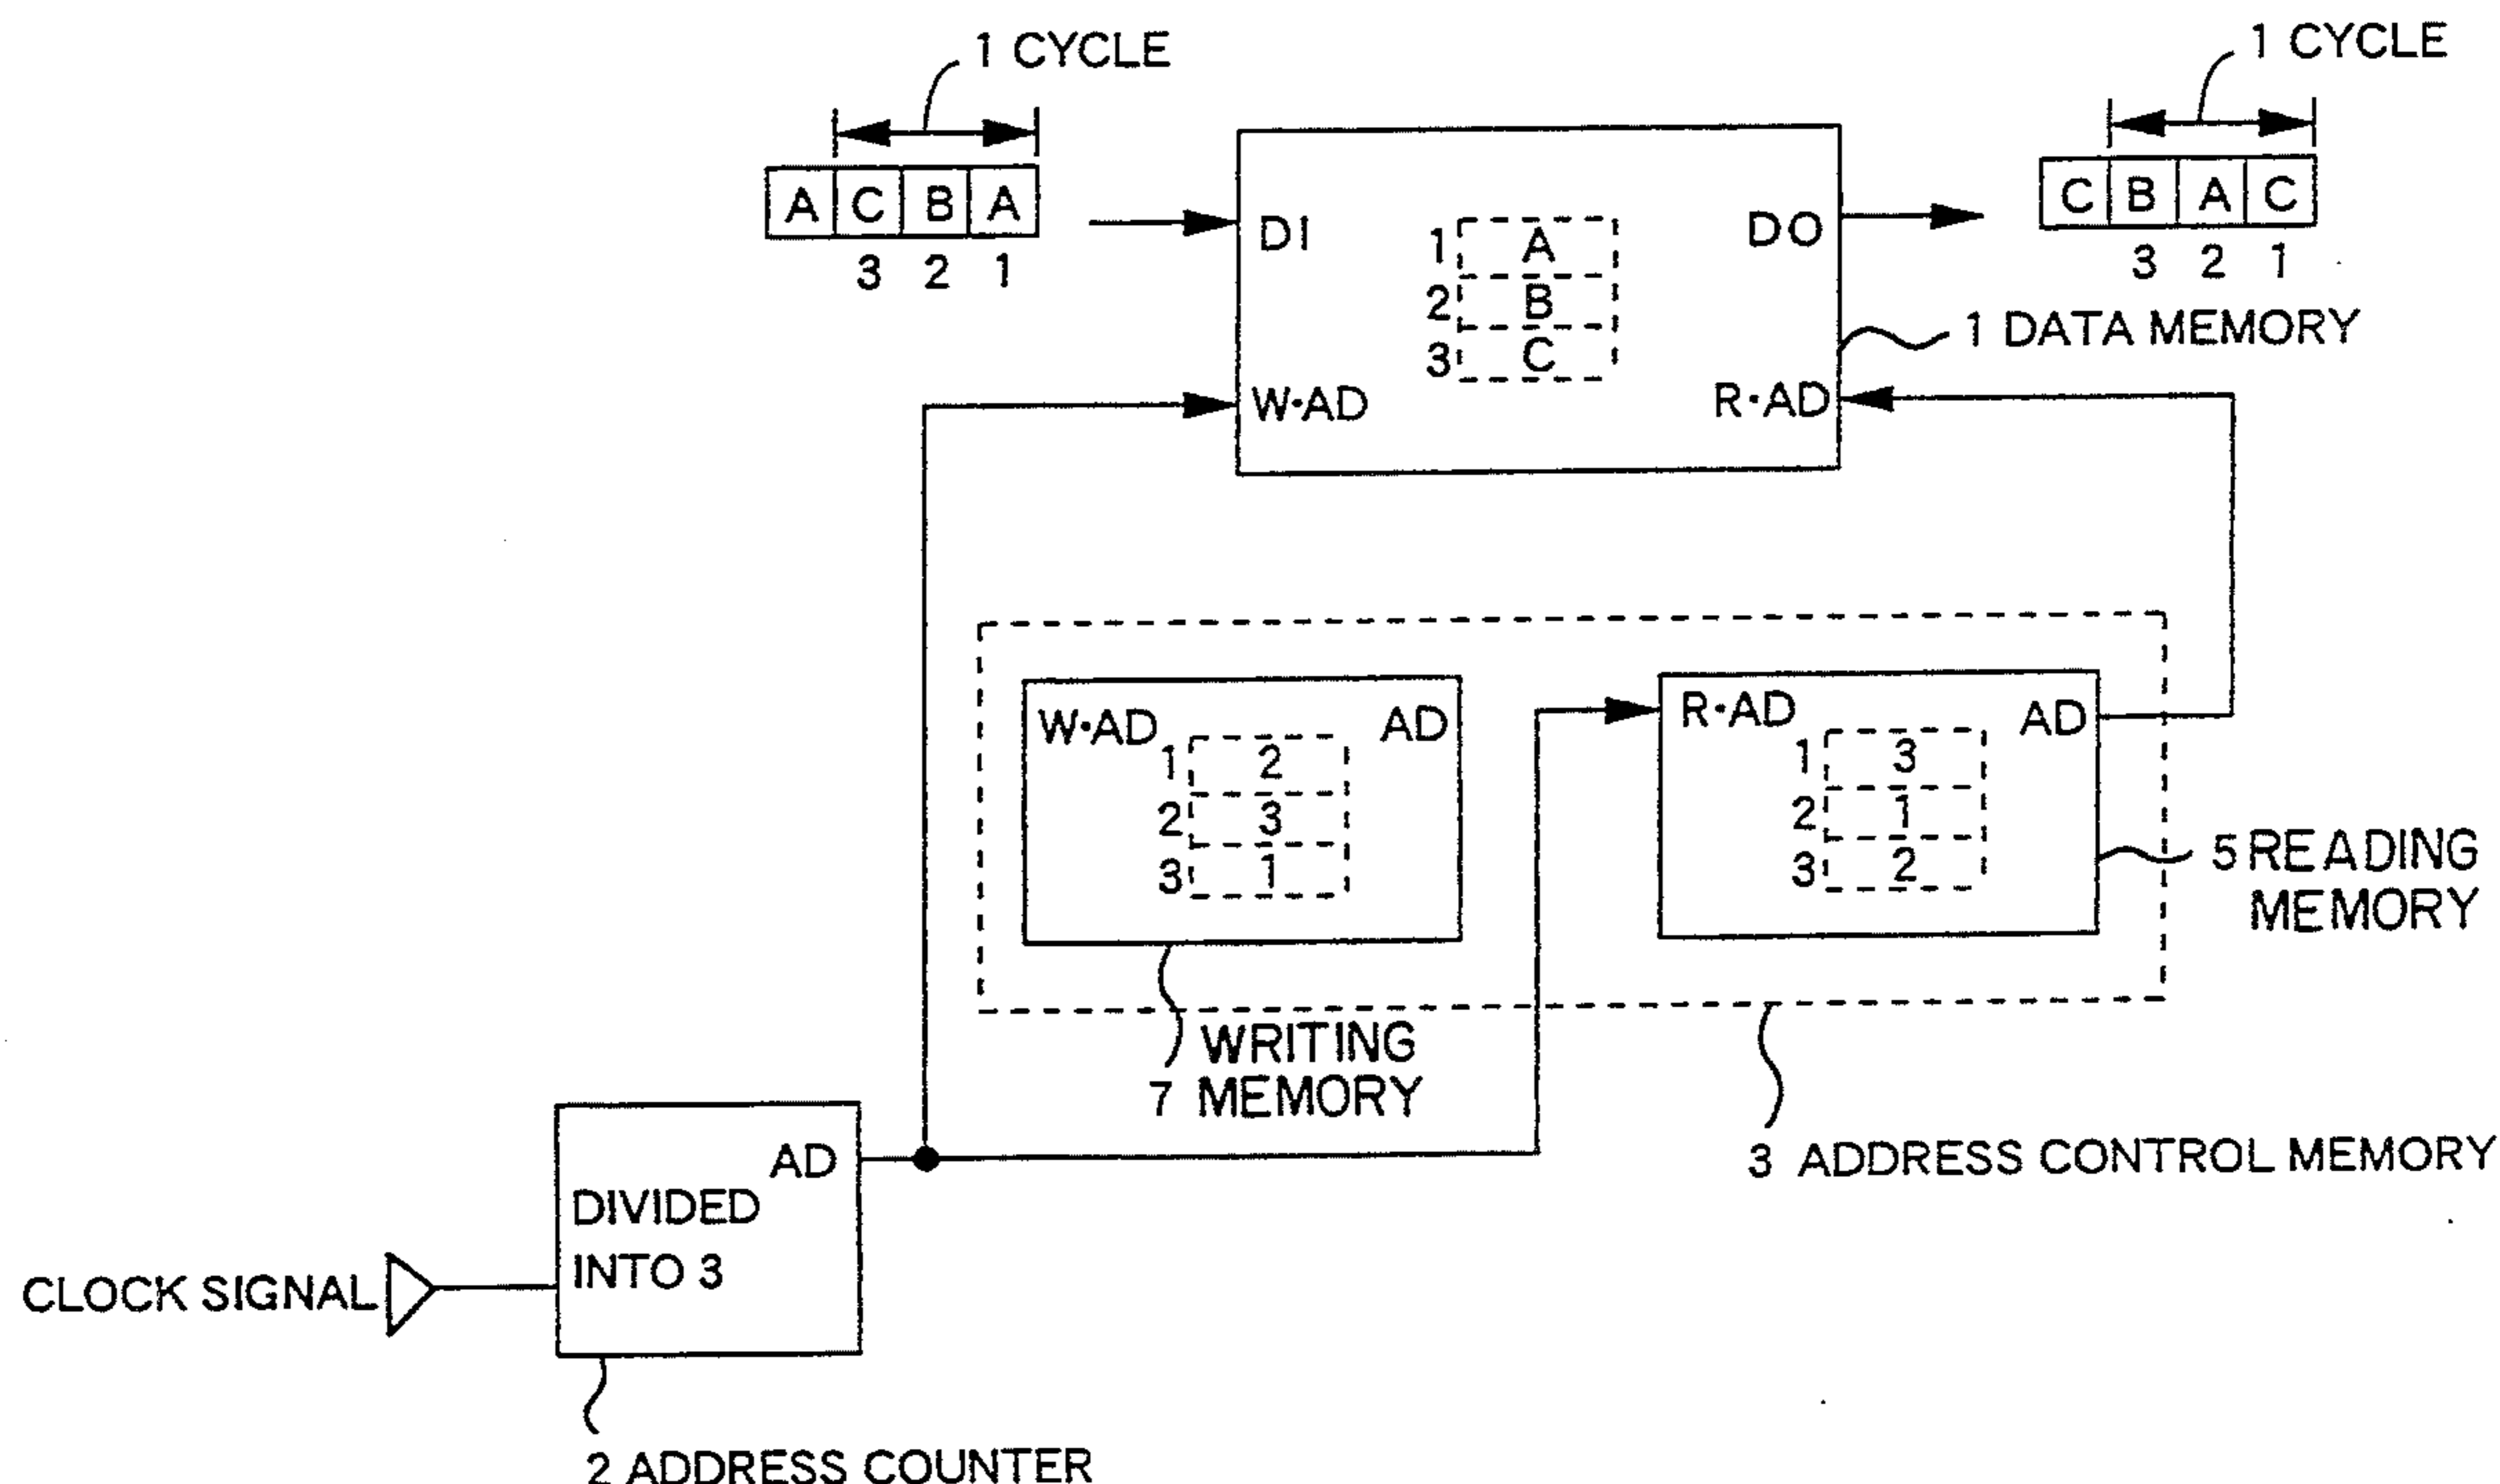 1 CYCLE
1 CYCLE
A C B A
3 2 1
C B A C
3 2 1
DI
DO
1 A
2 B
3 C
1 DATA MEMORY
W·AD
R·AD
W·AD
AD
1 2
2 3
3 1
R·AD
AD
1 3
2 1
3 2
5 READING
MEMORY
WRITING
7 MEMORY
3 ADDRESS CONTROL MEMORY
AD
DIVIDED
INTO 3
CLOCK SIGNAL
2 ADDRESS COUNTER